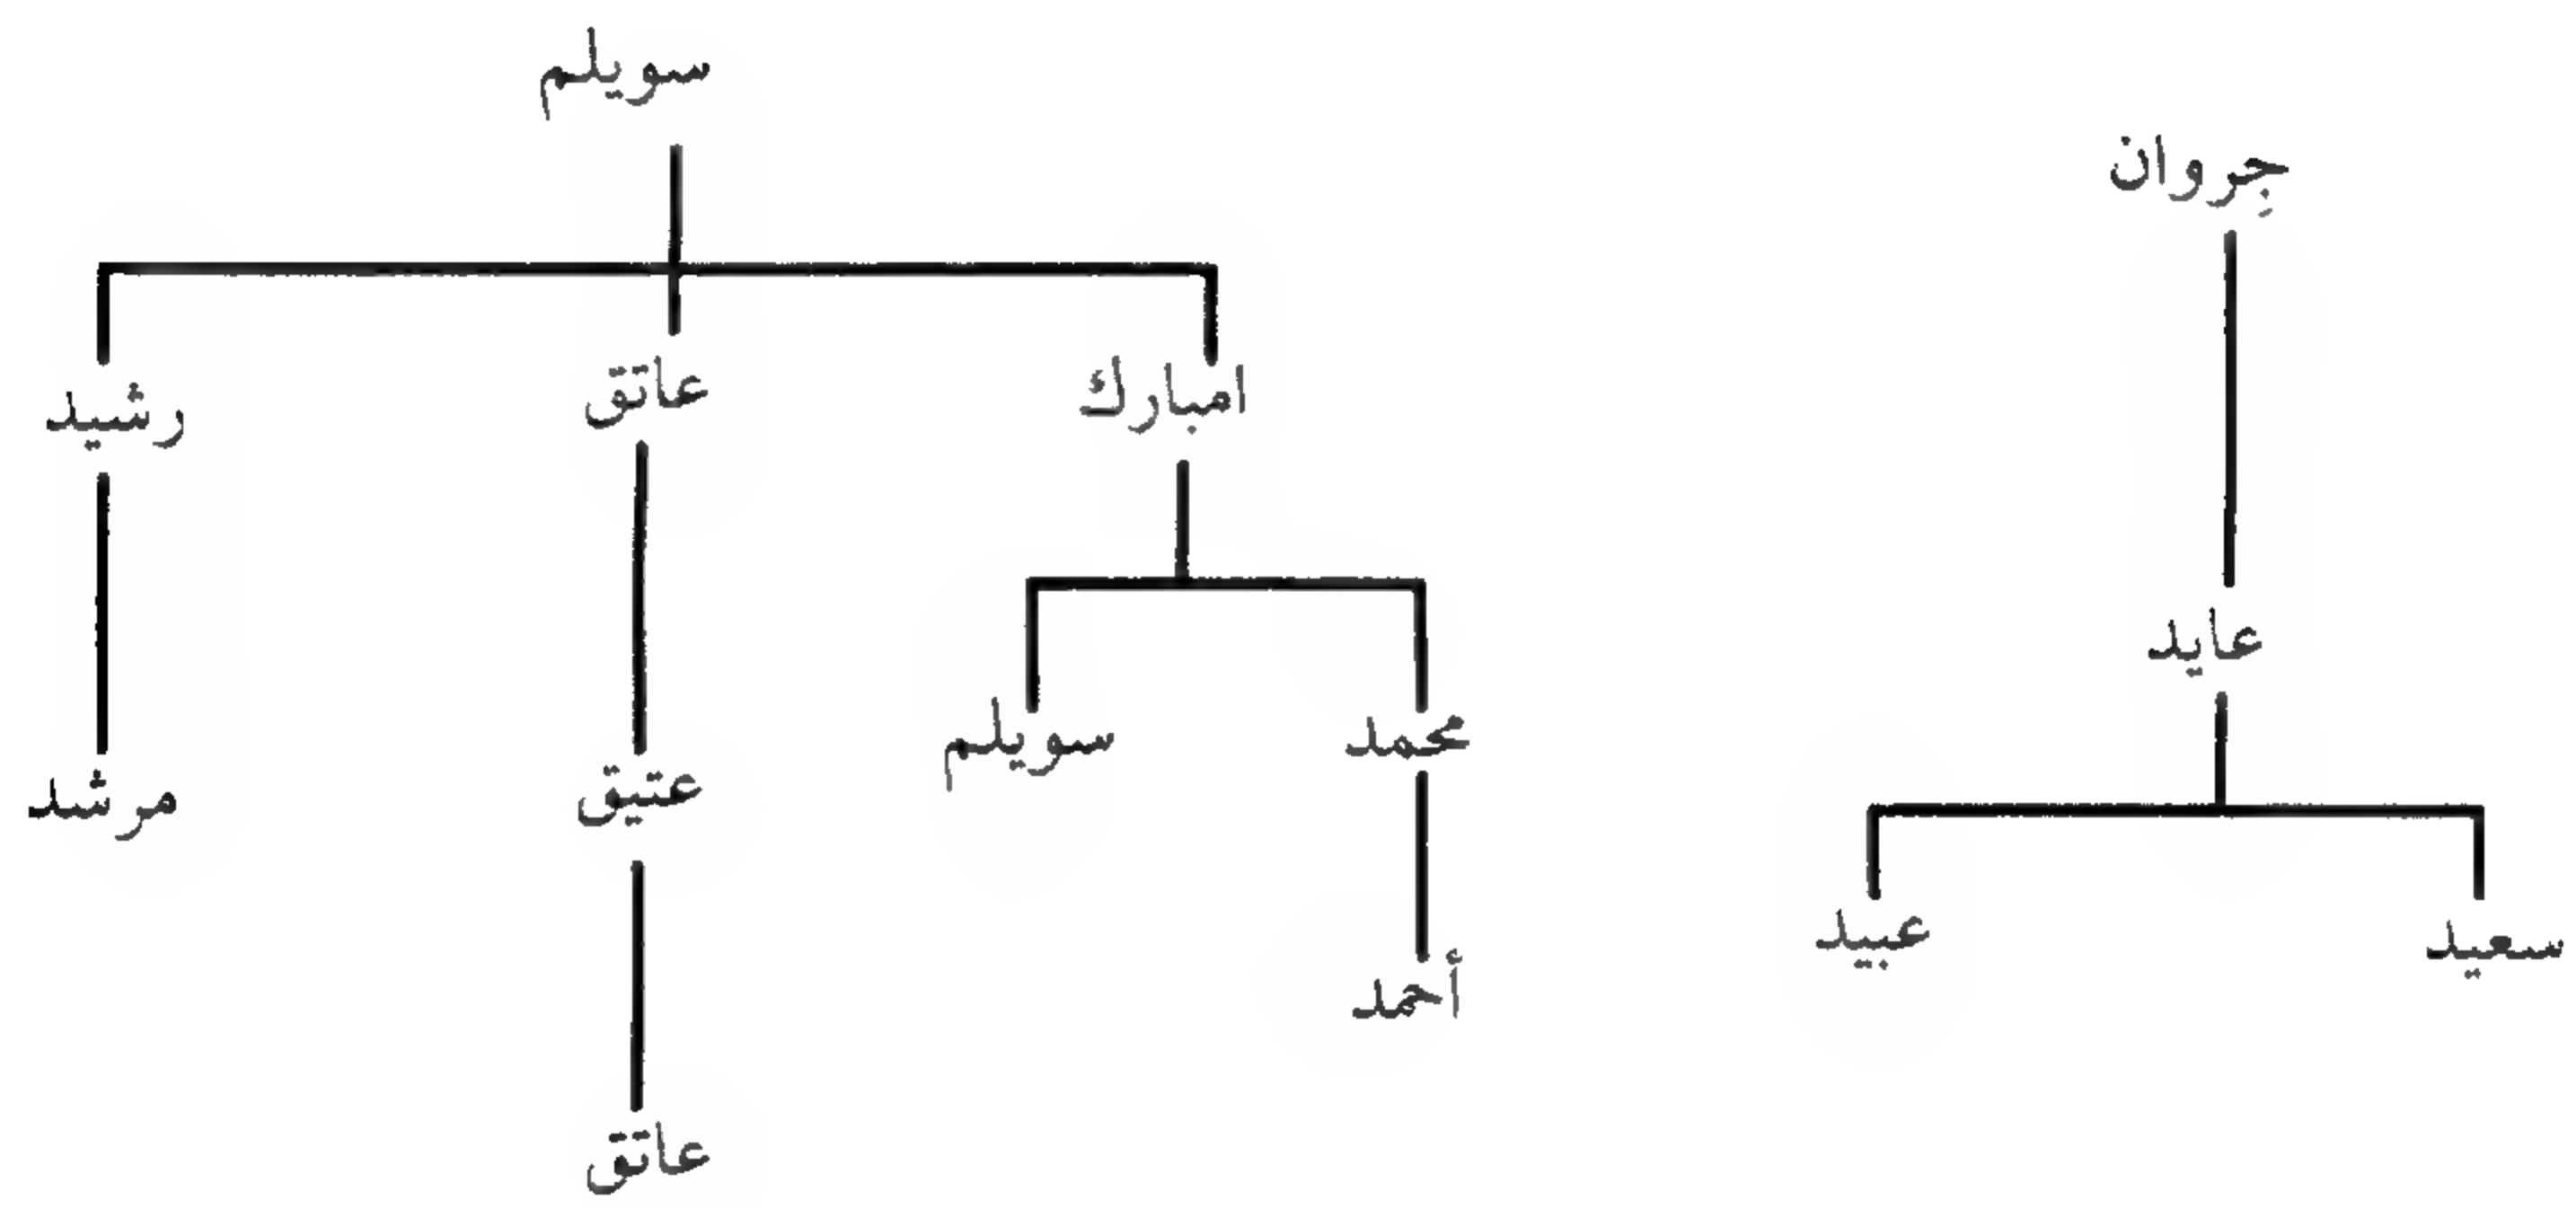 سويلم
جِروان
امبارك
عاتق
رشيد
عايد
محمد
سويلم
عتيق
مرشد
سعيد
عبيد
أحمد
عاتق